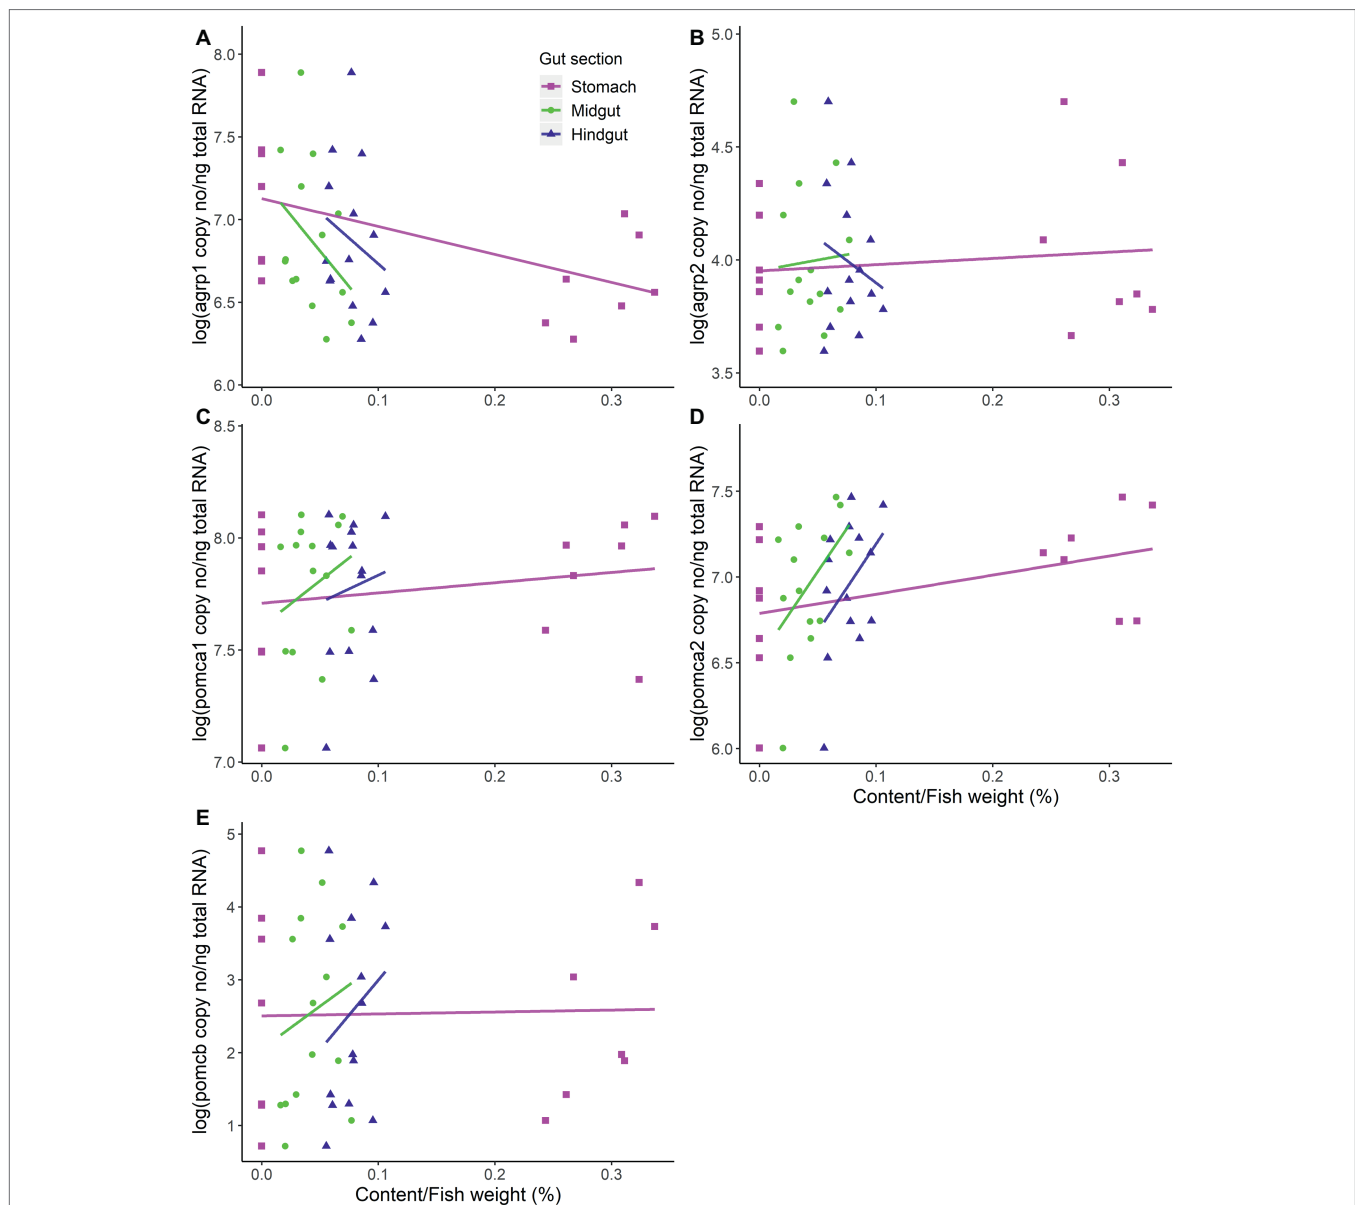 A
log(agrp1 copy no/ng total RNA)
8.0
7.5
7.0
6.5
6.0
0.0 0.1 0.2 0.3
Gut section
Stomach
Midgut
Hindgut
B
log(agrp2 copy no/ng total RNA)
5.0
4.5
4.0
3.5
0.0 0.1 0.2 0.3
C
log(pomca1 copy no/ng total RNA)
8.5
8.0
7.5
7.0
0.0 0.1 0.2 0.3
D
log(pomca2 copy no/ng total RNA)
7.5
7.0
6.5
6.0
0.0 0.1 0.2 0.3
Content/Fish weight (%)
E
log(pomcb copy no/ng total RNA)
5
4
3
2
1
0.0 0.1 0.2 0.3
Content/Fish weight (%)